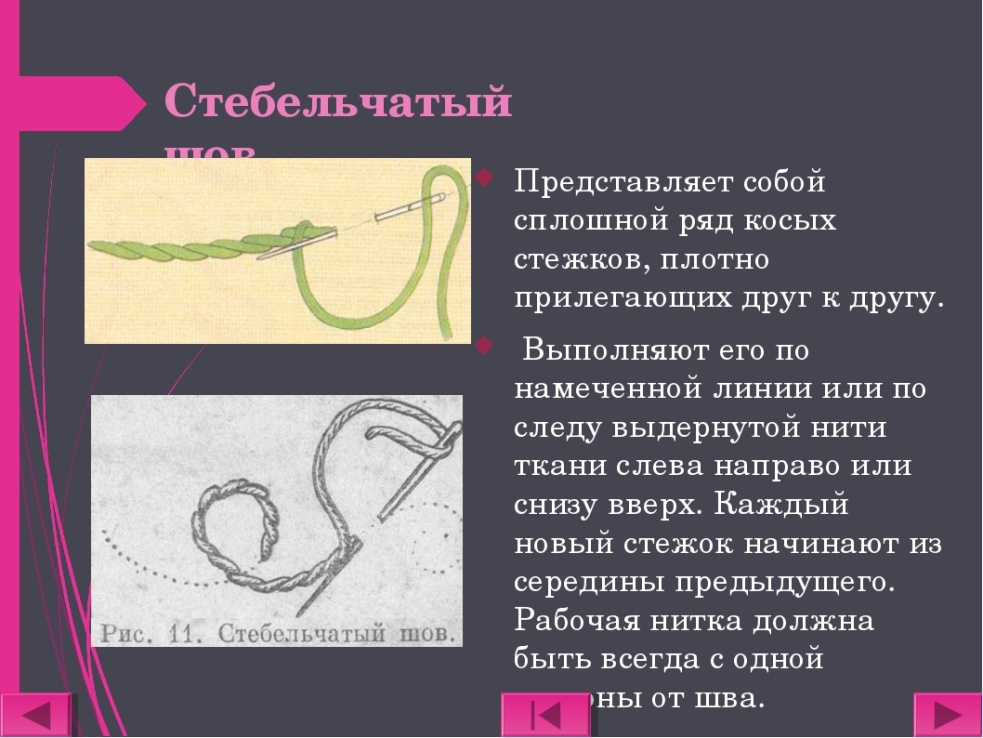 Стебельчатый
шов
Представляет собой
сплошной ряд косых
стежков, плотно
прилегающих друг к другу.
Выполняют его по
намеченной линии или по
следу выдернутой нити
ткани слева направо или
снизу вверх. Каждый
новый стежок начинают из
середины предыдущего.
Рабочая нитка должна
быть всегда с одной
оны от шва.
Рис. 11. Стебельчатый шов.